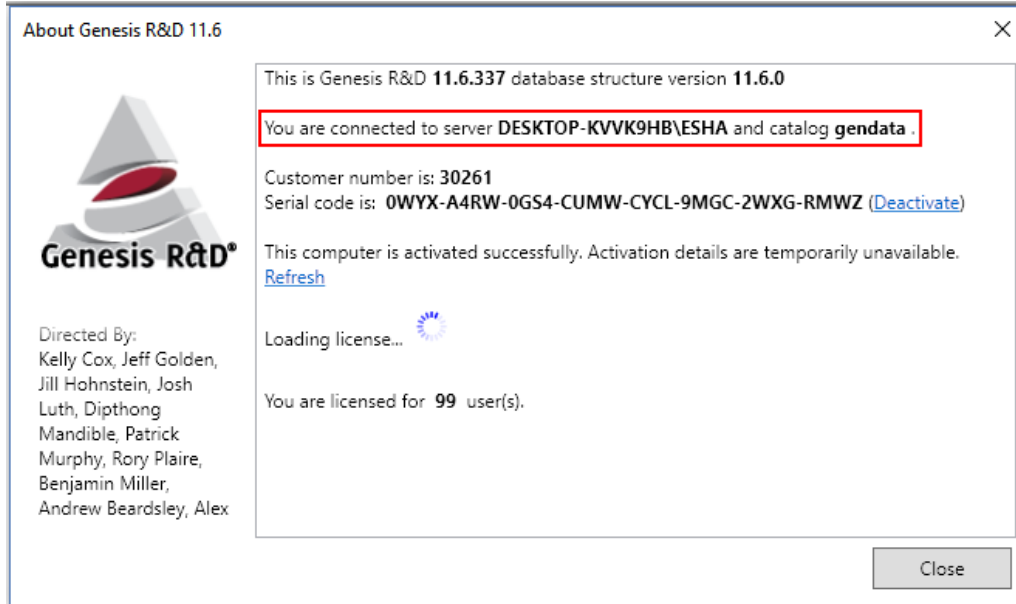 About Genesis R&D 11.6
This is Genesis R&D 11.6.337 database structure version 11.6.0
You are connected to server DESKTOP-KVVK9HB\ESHA and catalog gendata .
Customer number is: 30261
Serial code is: 0WYX-A4RW-0GS4-CUMW-CYCL-9MGC-2WXG-RMWZ (Deactivate)
This computer is activated successfully. Activation details are temporarily unavailable.
Refresh
Loading license...
You are licensed for 99 user(s).
Genesis R&D®
Directed By:
Kelly Cox, Jeff Golden,
Jill Hohnstein, Josh
Luth, Dipthong
Mandible, Patrick
Murphy, Rory Plaire,
Benjamin Miller,
Andrew Beardsley, Alex
Close